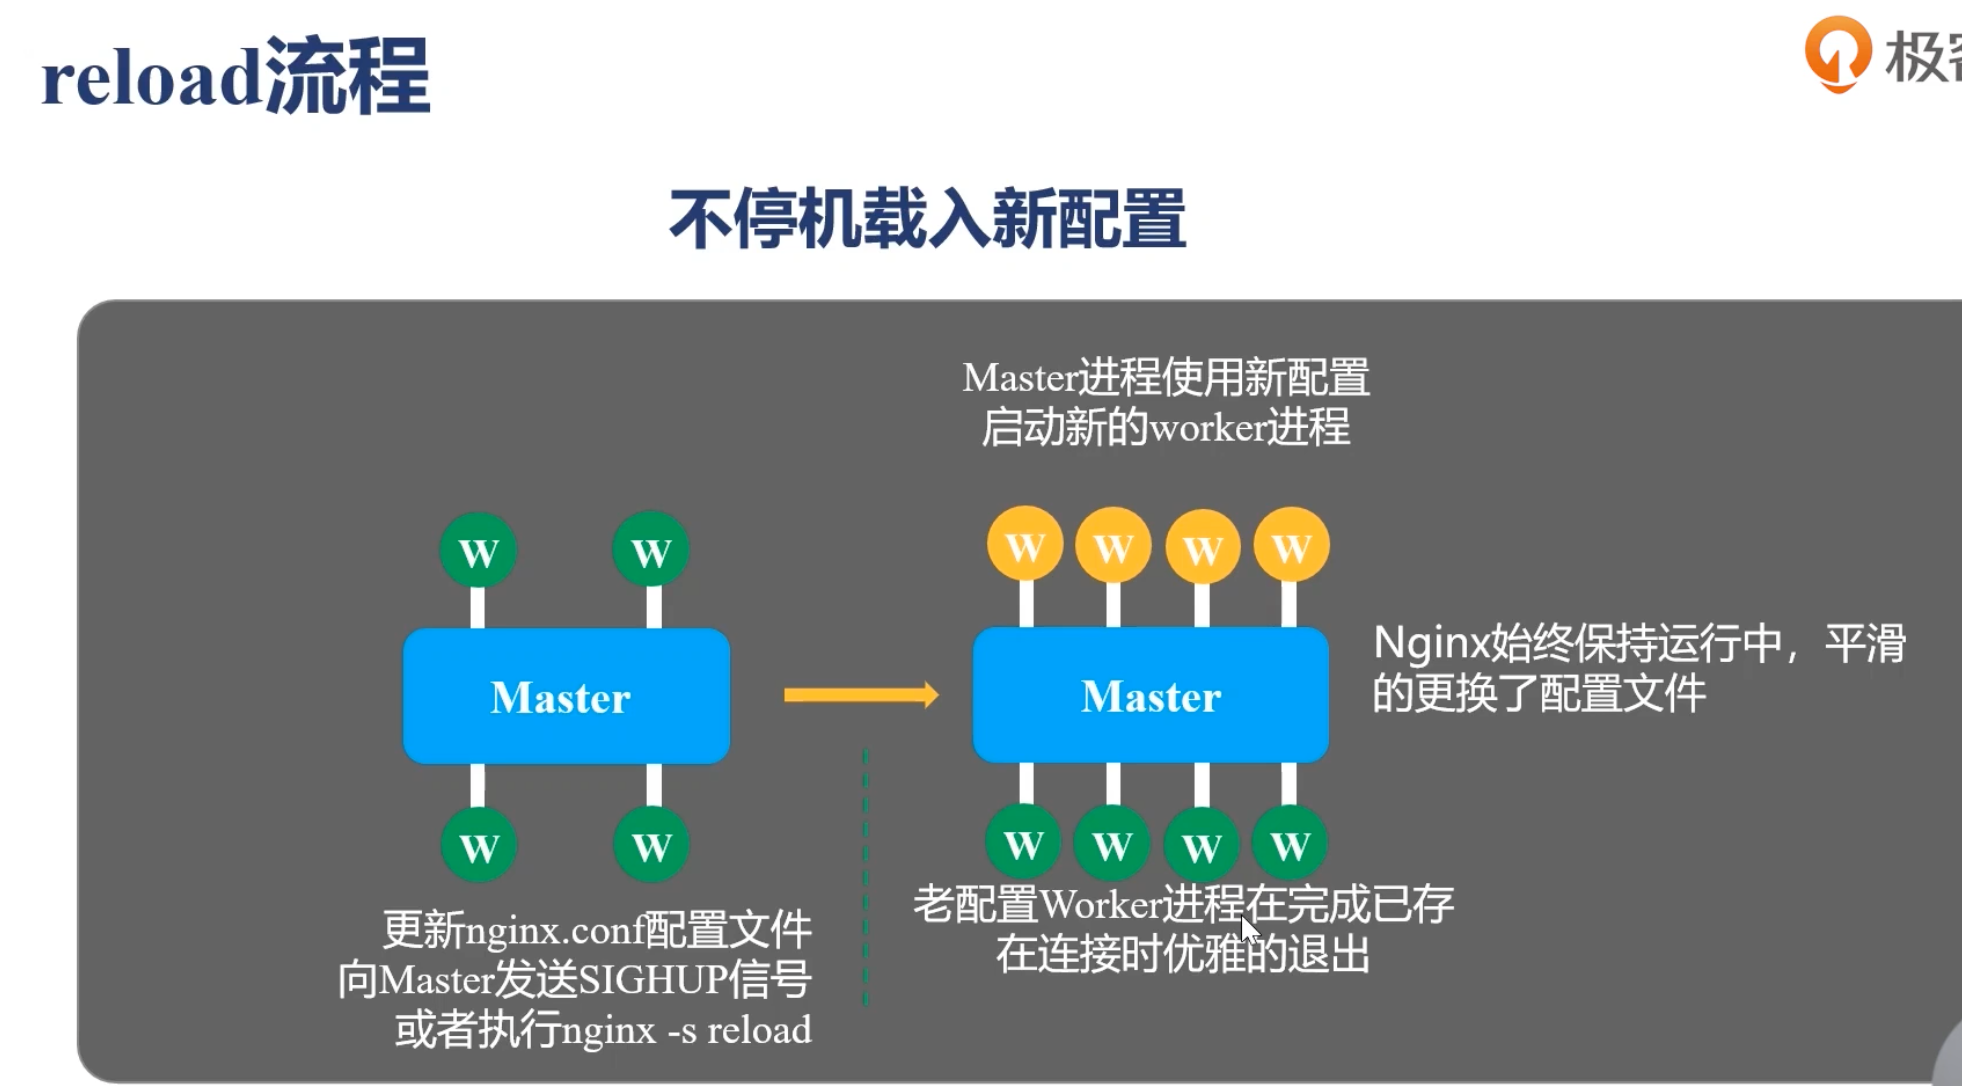 reload流程
极客
不停机载入新配置
Master进程使用新配置
启动新的worker进程
W
W
W
W
W
W
Master
Master
Nginx始终保持运行中，平滑
的更换了配置文件
W
W
W
W
W
W
更新nginx.conf配置文件
向Master发送SIGHUP信号
或者执行nginx -s reload
老配置Worker进程在完成已存
在连接时优雅的退出